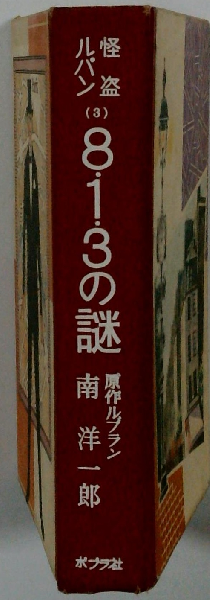 怪盗
ルパン
(3)
8・1・3の謎
原作ルブラン
南洋一郎
ポプラ社